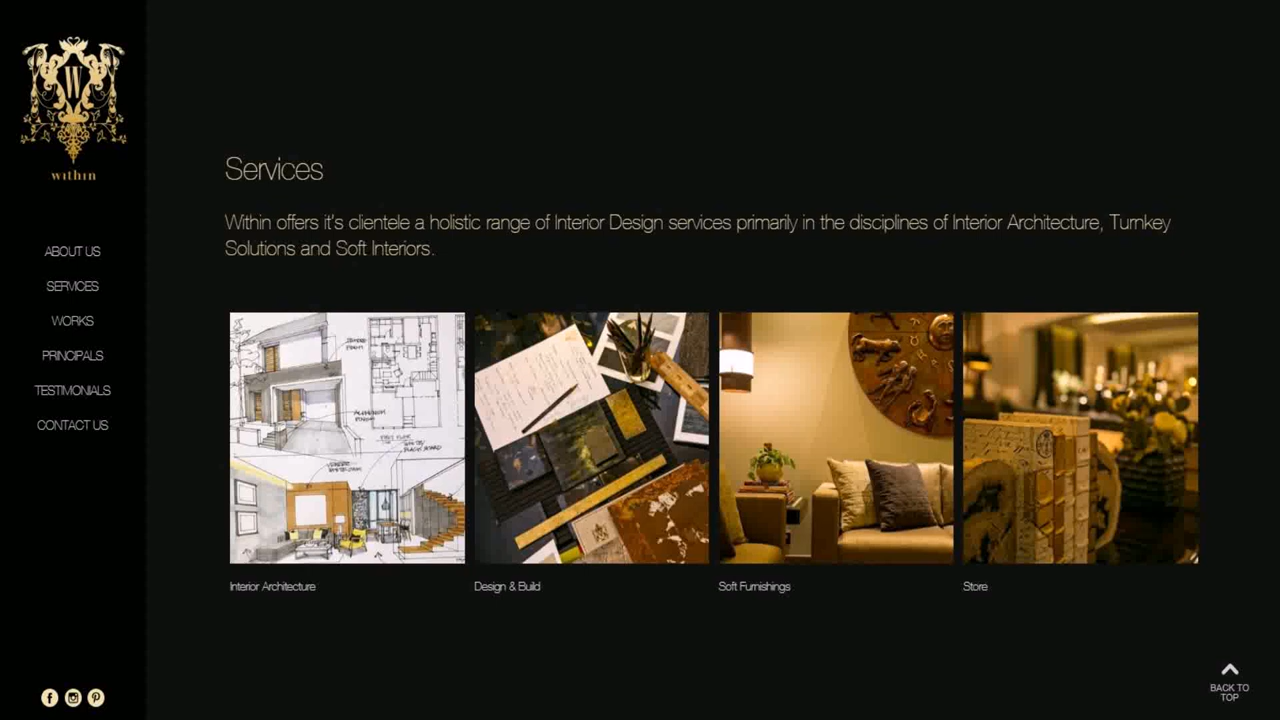 W
within
ABOUT US
SERVICES
WORKS
PRINCIPALS
TESTIMONIALS
CONTACT US
Services
Within offers it's clientele a holistic range of Interior Design services primarily in the disciplines of Interior Architecture, Turnkey
Solutions and Soft Interiors.
Interior Architecture
Design & Build
Soft Furnishings
Store
BACK TO
TOP